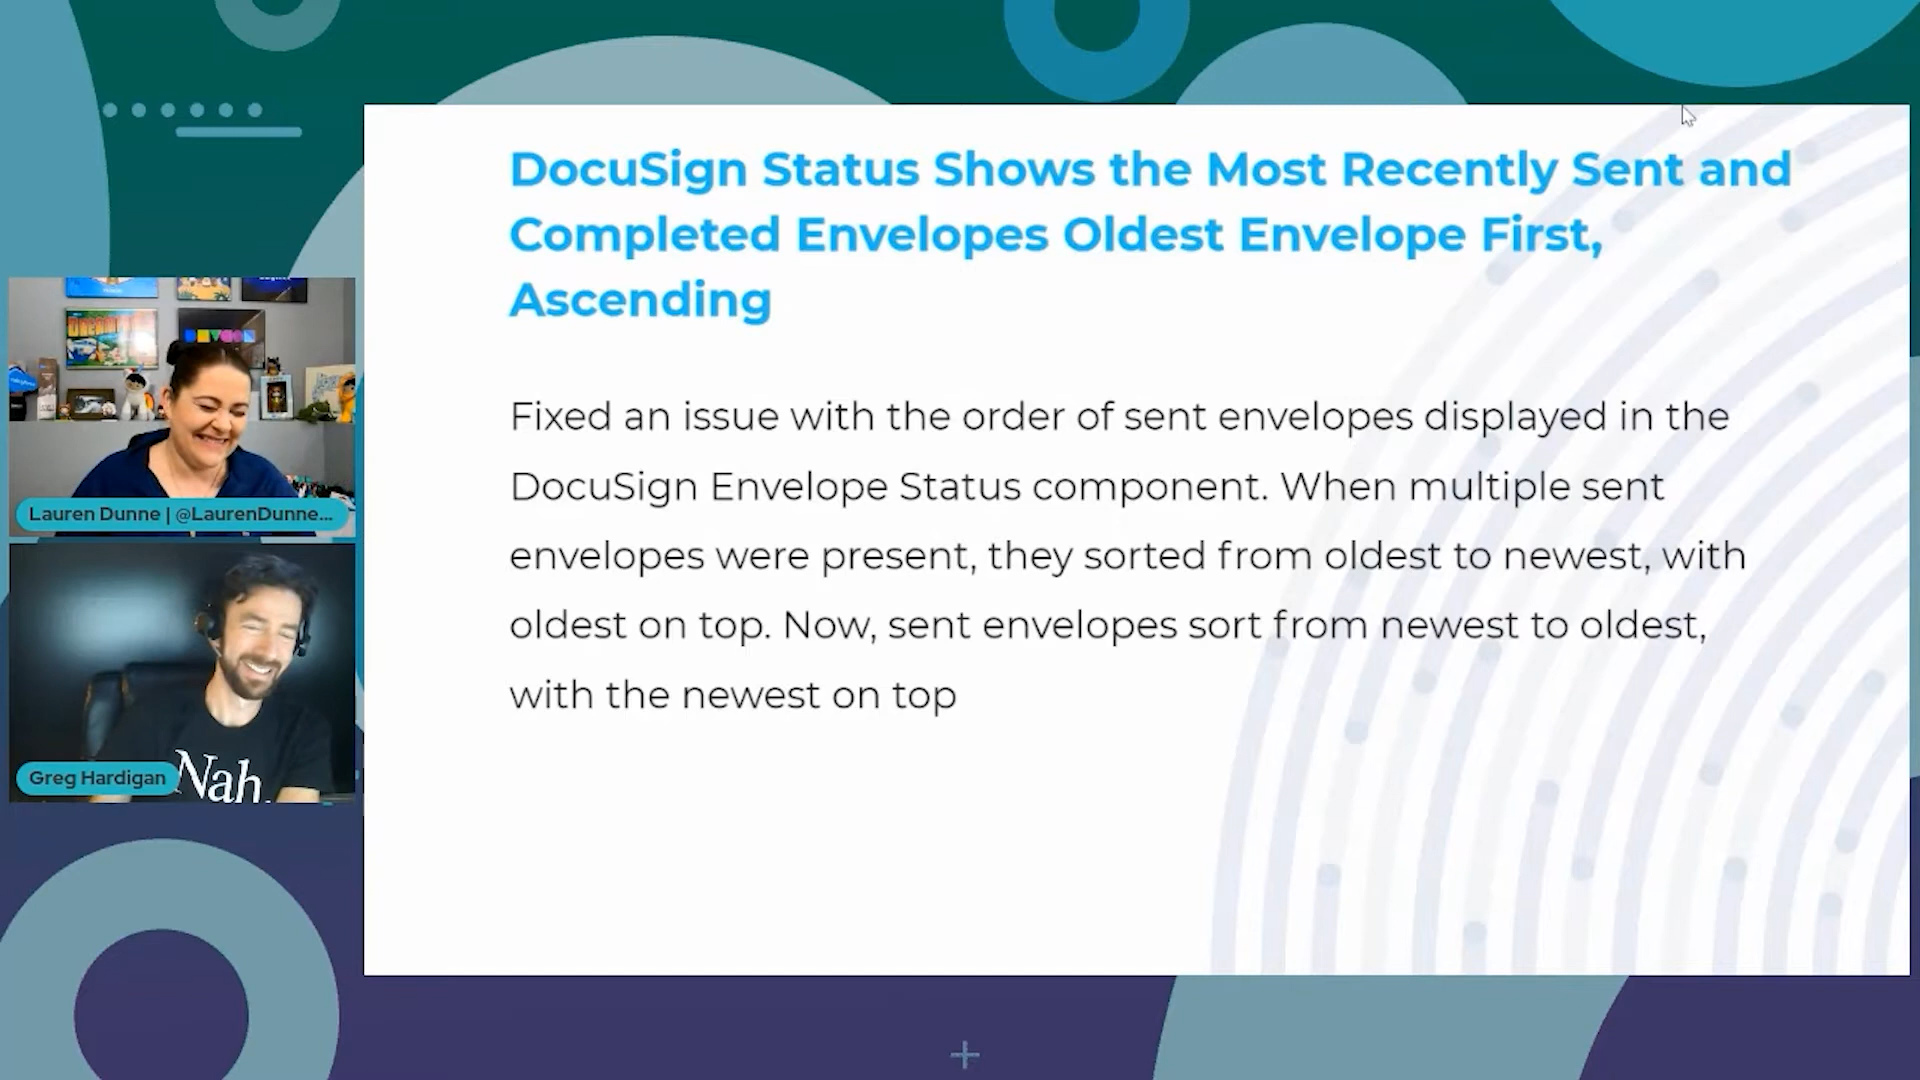 DocuSign Status Shows the Most Recently Sent and
Completed Envelopes Oldest Envelope First,
Ascending
Fixed an issue with the order of sent envelopes displayed in the
DocuSign Envelope Status component. When multiple sent
envelopes were present, they sorted from oldest to newest, with
oldest on top. Now, sent envelopes sort from newest to oldest,
with the newest on top
Lauren Dunne | @LaurenDunne...
Nah.
Greg Hardigan